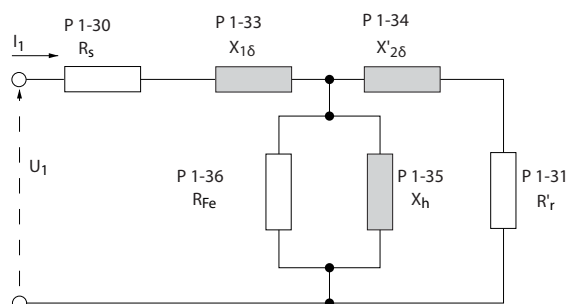 P 1-33
P 1-34
P 1-30
I1
Rs
X1δ
X'2δ
U1
P 1-36
RFe
P 1-35
Xh
P 1-31
R'r